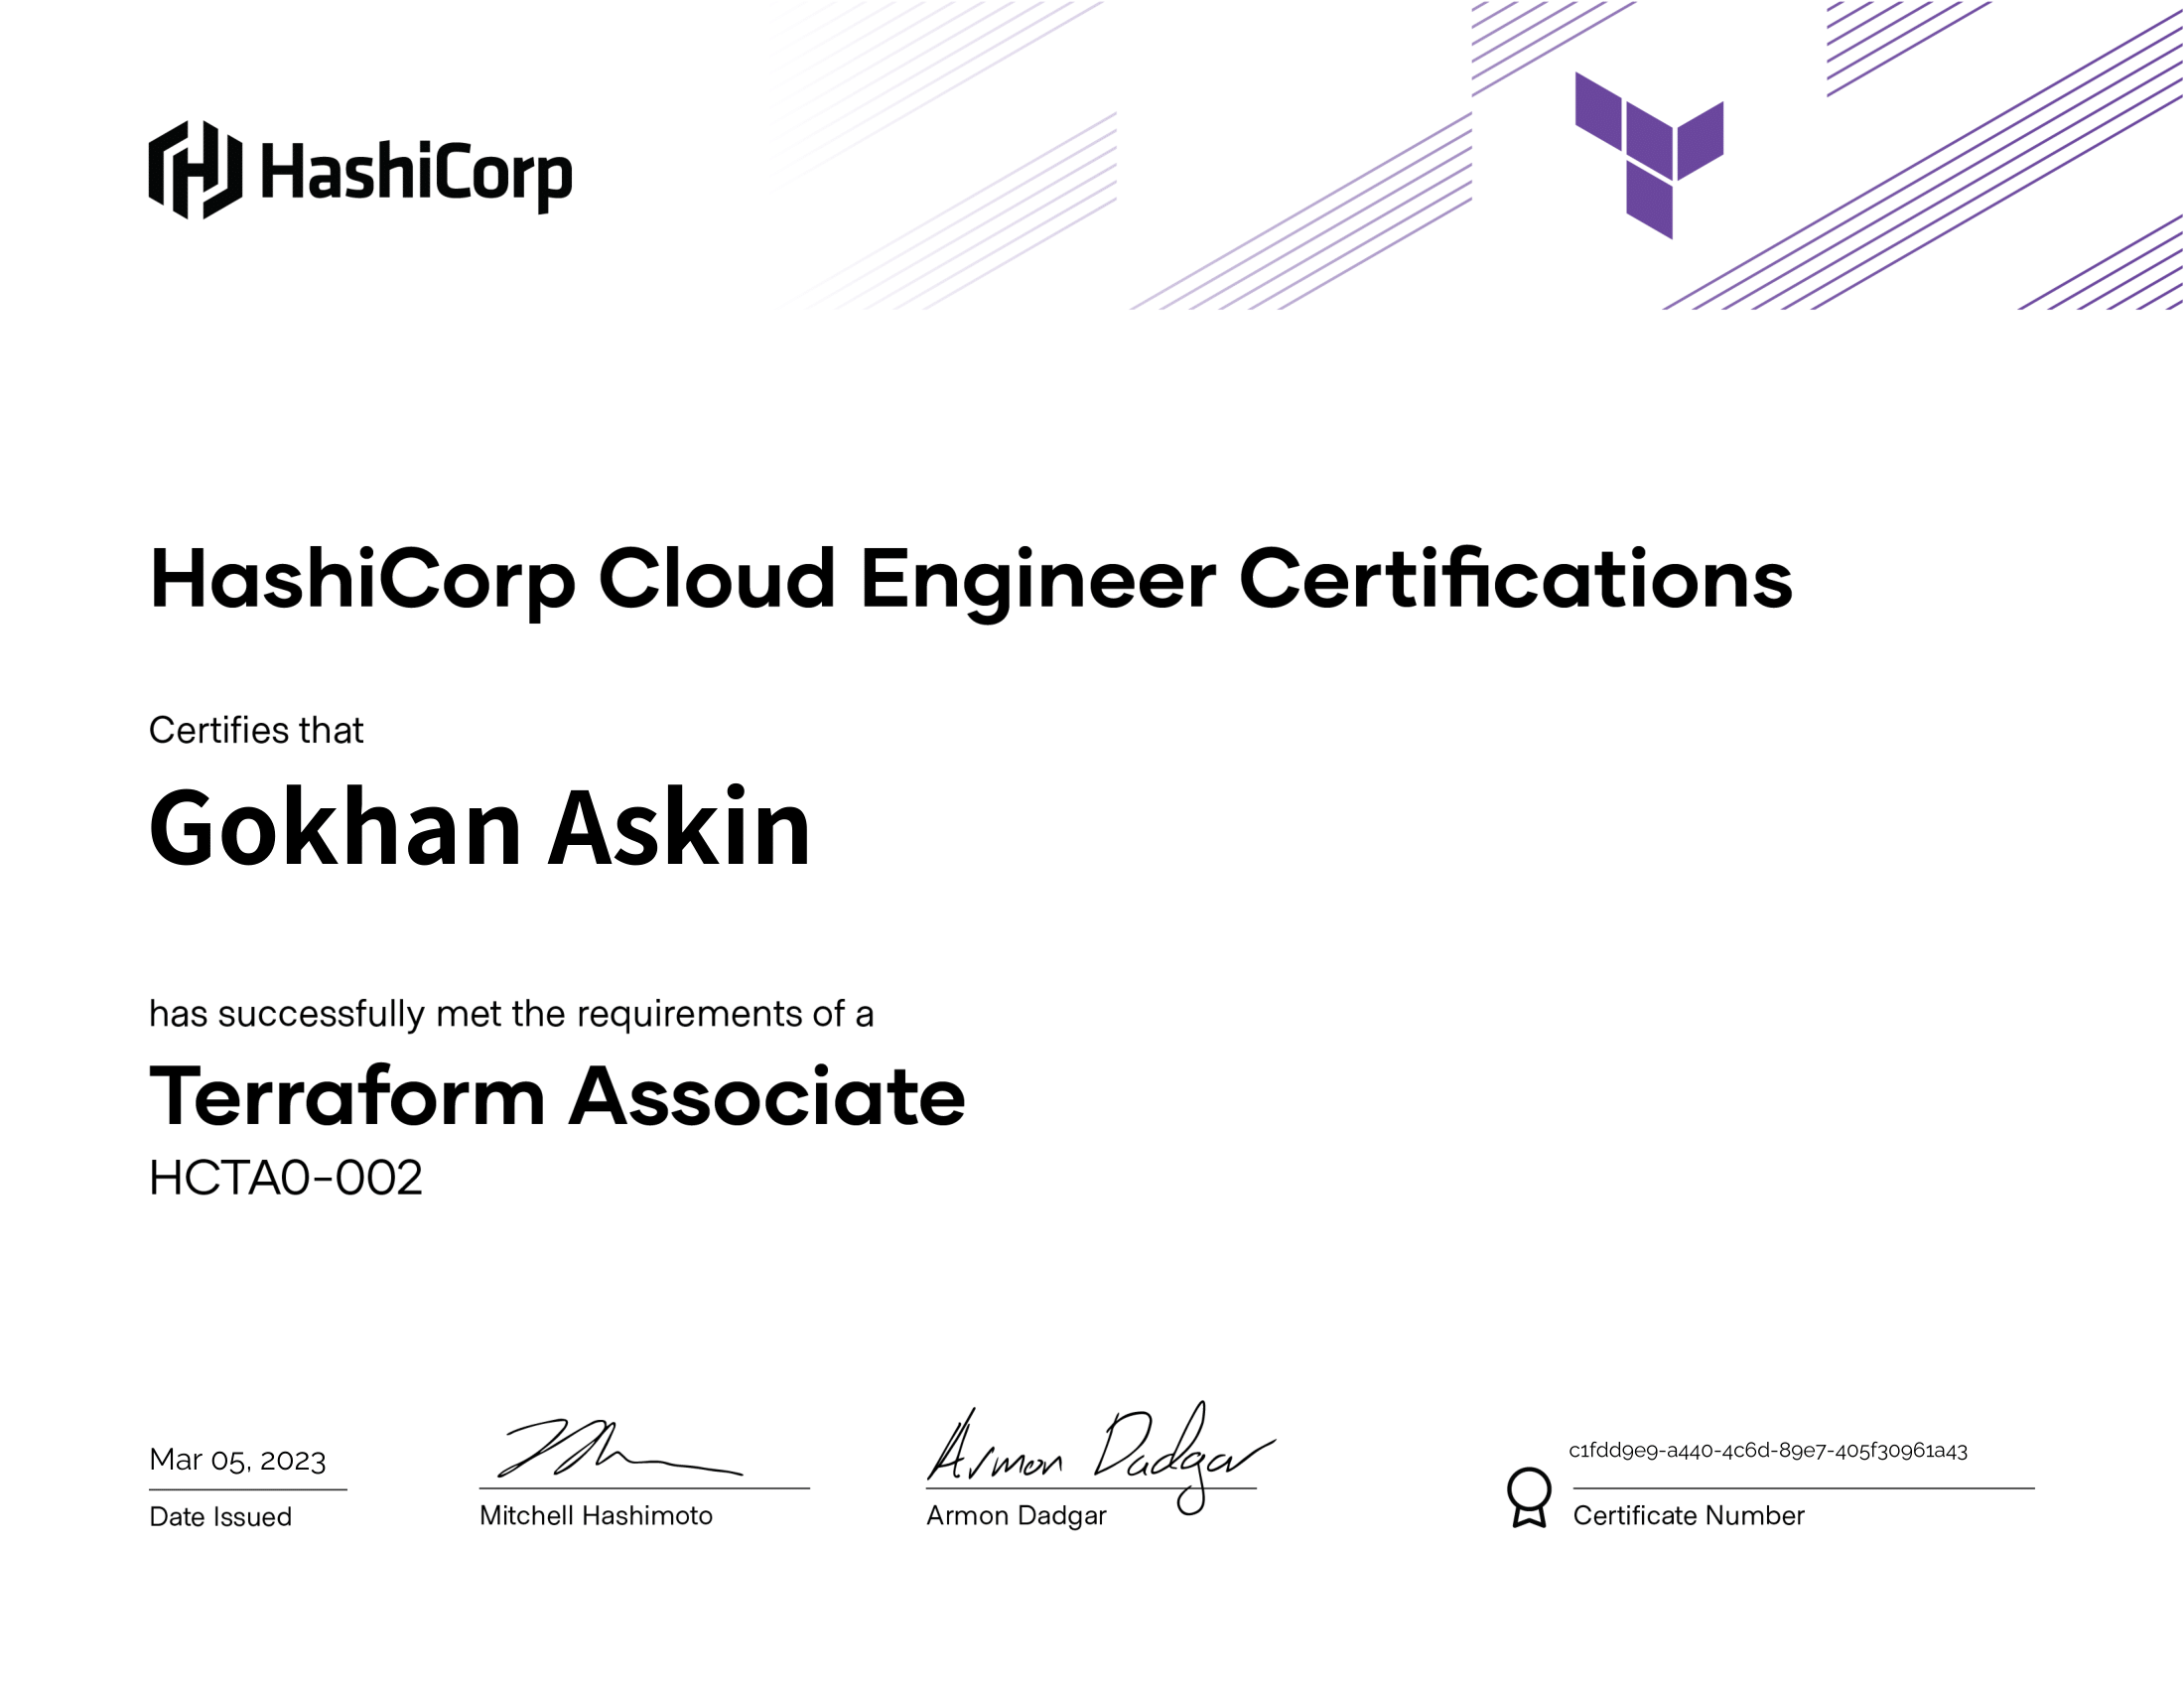 HashiCorp
HashiCorp Cloud Engineer Certifications
Certifies that
Gokhan Askin
has successfully met the requirements of a
Terraform Associate
HCTA0-002
Mar 05, 2023
Date Issued
Mitchell Hashimoto
Armon Dadgar
Armon Dadgar
c1fdd9e9-a440-4c6d-89e7-405f30961a43
Certificate Number